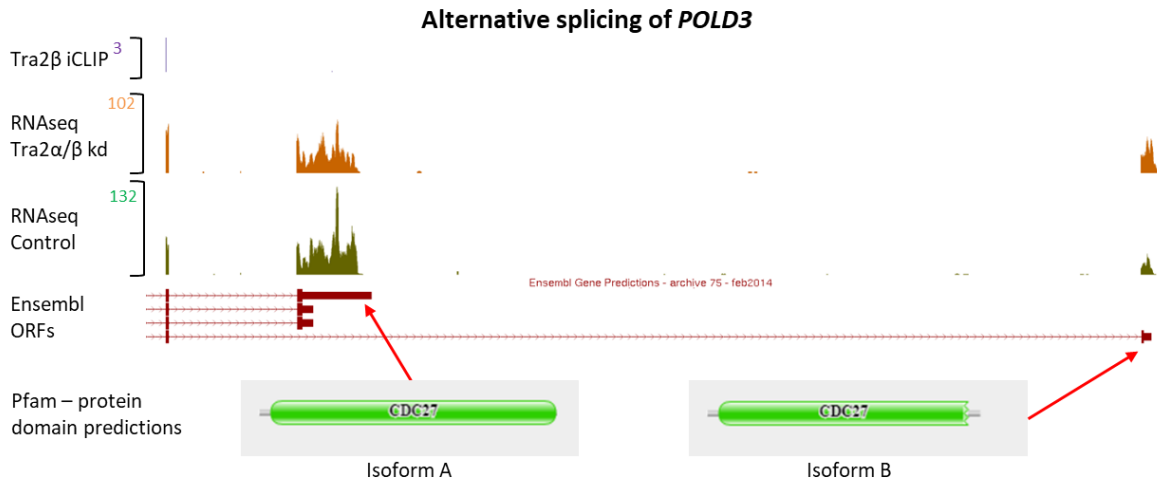 Alternative splicing of POLD3
Tra2β iCLIP 3
102
RNAseq
Tra2α/β kd
132
RNAseq
Control
Ensembl Gene Predictions - archive 75 - feb2014
Ensembl
ORFs
Pfam – protein
domain predictions
CDC27
CDC27
Isoform A
Isoform B